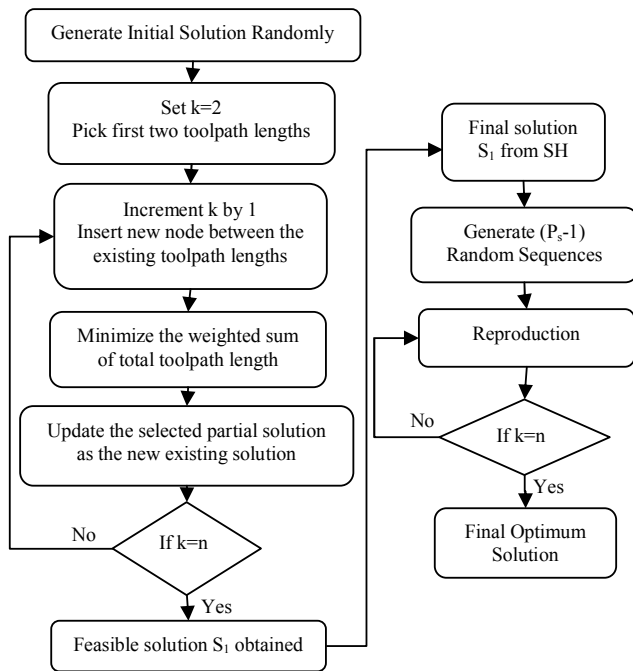 Generate Initial Solution Randomly
Set k=2
Pick first two toolpath lengths
Increment k by 1
Insert new node between the
existing toolpath lengths
Minimize the weighted sum
of total toolpath length
Update the selected partial solution
as the new existing solution
No
If k=n
Yes
Feasible solution S₁ obtained
Final solution
S₁ from SH
Generate (Pₛ-1)
Random Sequences
Reproduction
No
If k=n
Yes
Final Optimum
Solution